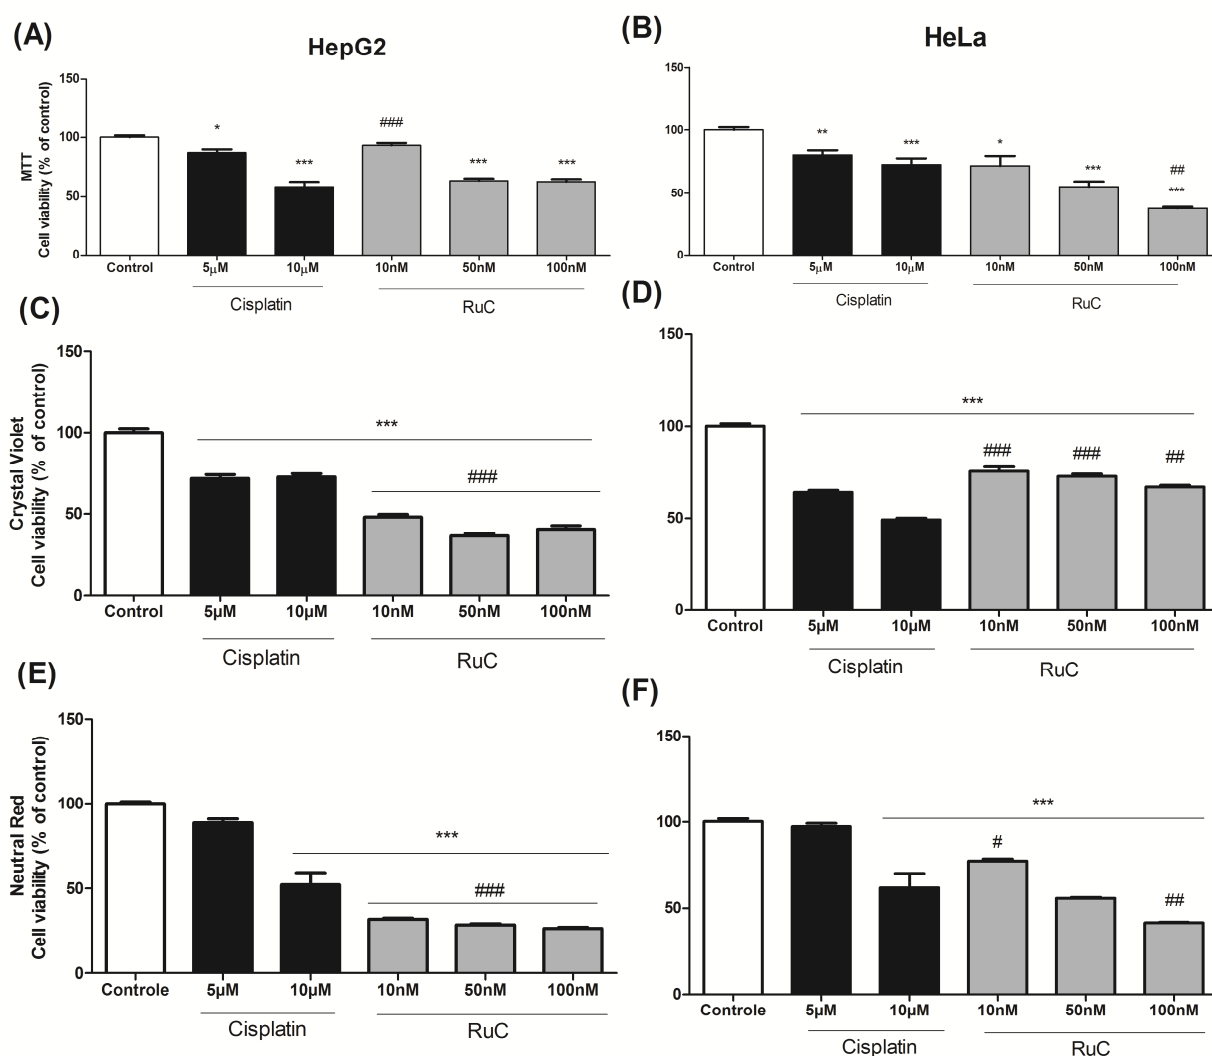 (A)
HepG2
MTT
Cell viability (% of control)
150
100
50
0
*
***
###
***
***
Control
5μM
10μM
10nM
50nM
100nM
Cisplatin
RuC
(B)
HeLa
150
100
50
0
**
***
*
***
##
***
Control
5μM
10μM
10nM
50nM
100nM
Cisplatin
RuC
(C)
Crystal Violet
Cell viability (% of control)
150
100
50
0
***
###
Control
5µM
10µM
10nM
50nM
100nM
Cisplatin
RuC
(D)
150
100
50
0
***
###
###
##
Control
5µM
10µM
10nM
50nM
100nM
Cisplatin
RuC
(E)
Neutral Red
Cell viability (% of control)
150
100
50
0
***
###
Controle
5µM
10µM
10nM
50nM
100nM
Cisplatin
RuC
(F)
150
100
50
0
***
#
##
Controle
5µM
10µM
10nM
50nM
100nM
Cisplatin
RuC